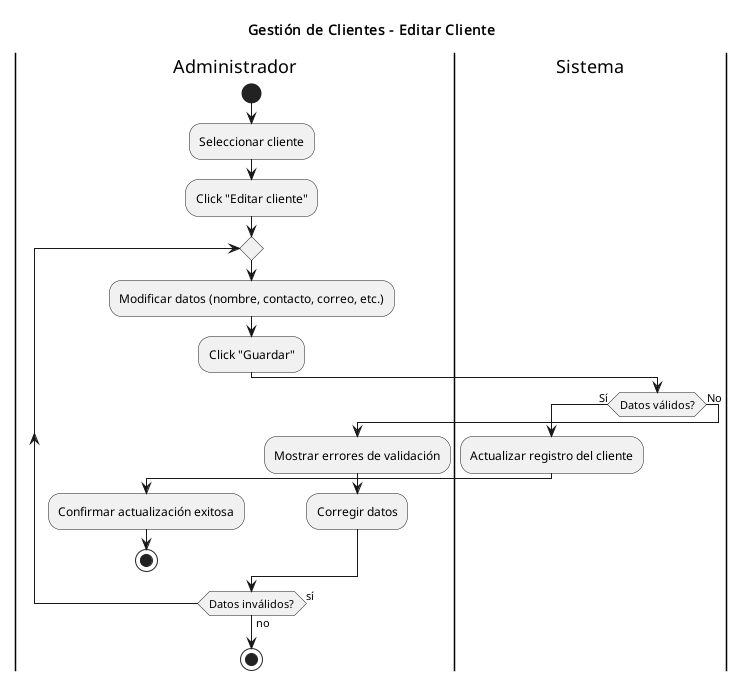 Gestión de Clientes - Editar Cliente
Administrador
Sistema
Seleccionar cliente
Click "Editar cliente"
Modificar datos (nombre, contacto, correo, etc.)
Click "Guardar"
Sí
Datos válidos?
No
Mostrar errores de validación
Actualizar registro del cliente
Confirmar actualización exitosa
Corregir datos
Datos inválidos?
sí
no